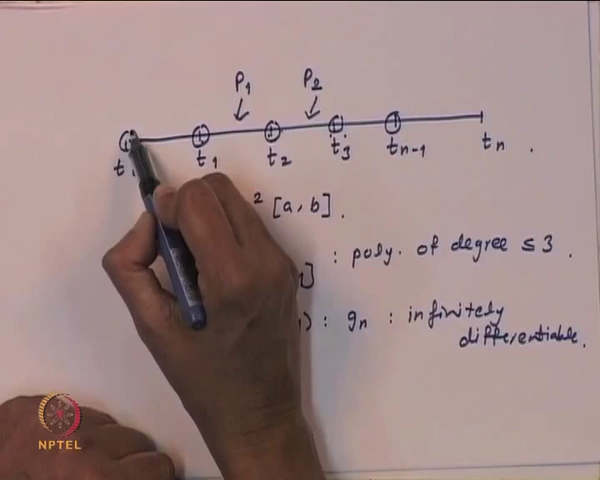 P1 P2
t1 t2 t3 tn-1 tn .
2 [a, b] .
] : poly. of degree ≤ 3 .
) : gn : infinitely
differentiable.
NPTEL